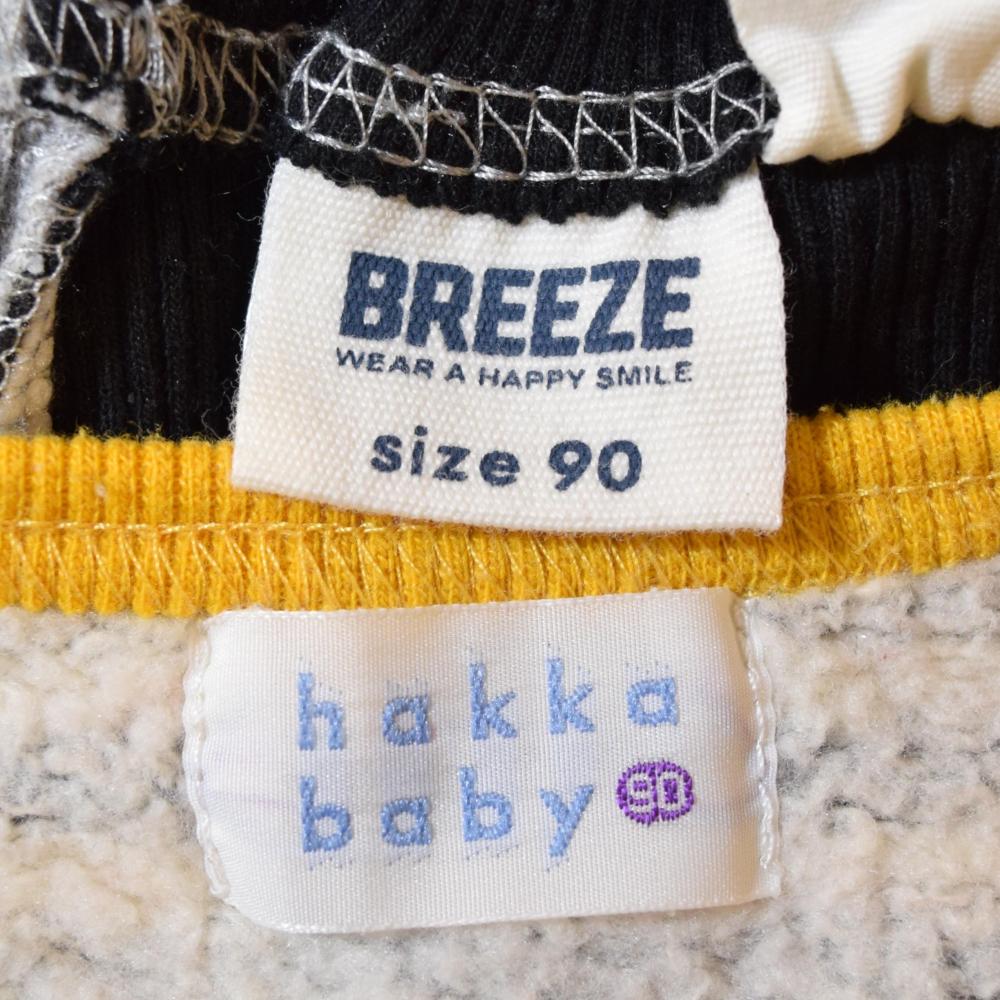 BREEZE
WEAR A HAPPY SMILE
size 90
hakka
baby 90